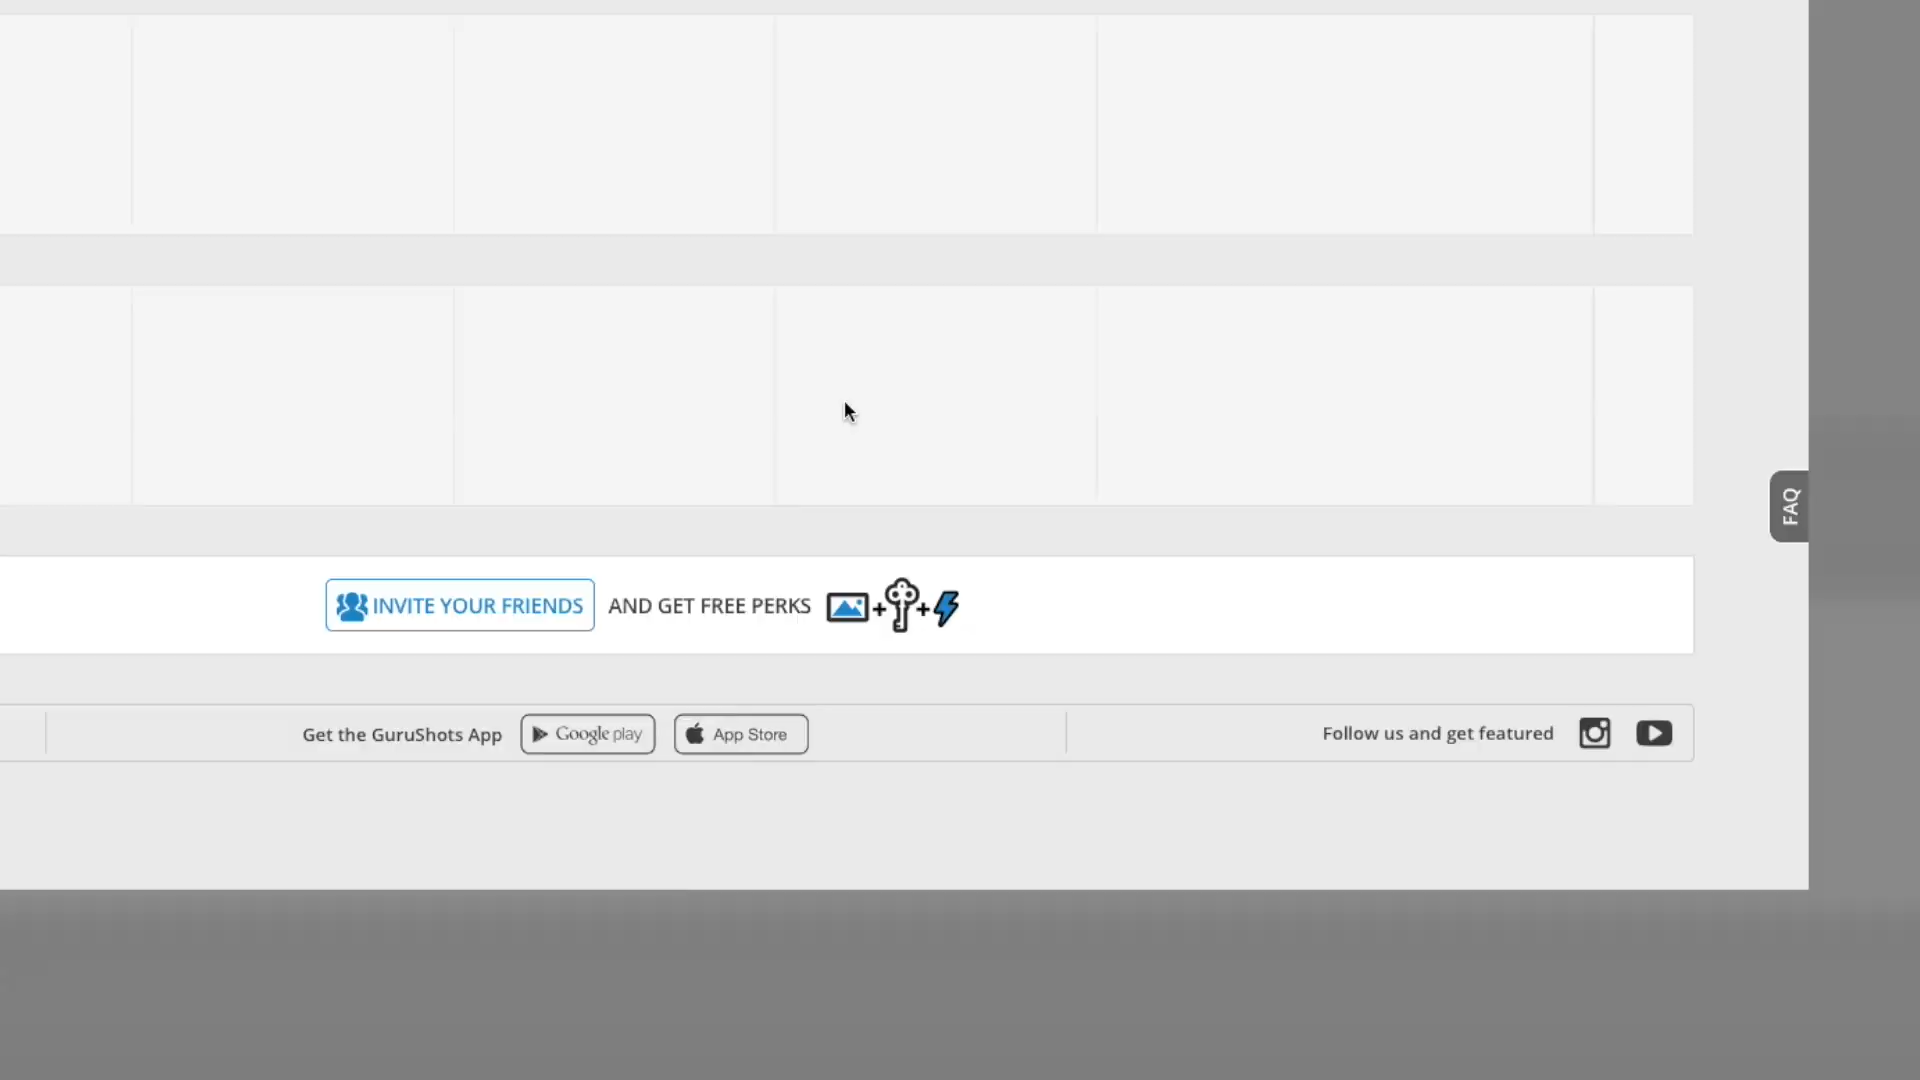 FAQ
INVITE YOUR FRIENDS AND GET FREE PERKS
Get the GuruShots App Google play App Store Follow us and get featured